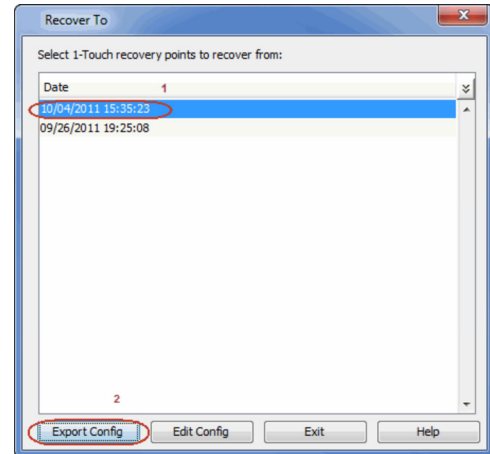 Recover To
Select 1-Touch recovery points to recover from:
Date 1
10/04/2011 15:35:23
09/26/2011 19:25:08
2
Export Config Edit Config Exit Help